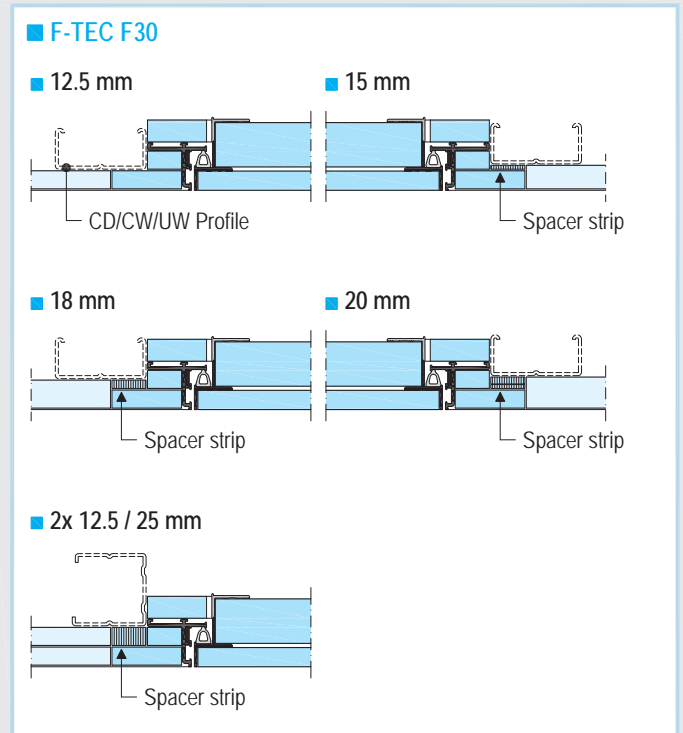 F-TEC F30
12.5 mm
15 mm
CD/CW/UW Profile
Spacer strip
18 mm
20 mm
Spacer strip
Spacer strip
2x 12.5 / 25 mm
Spacer strip